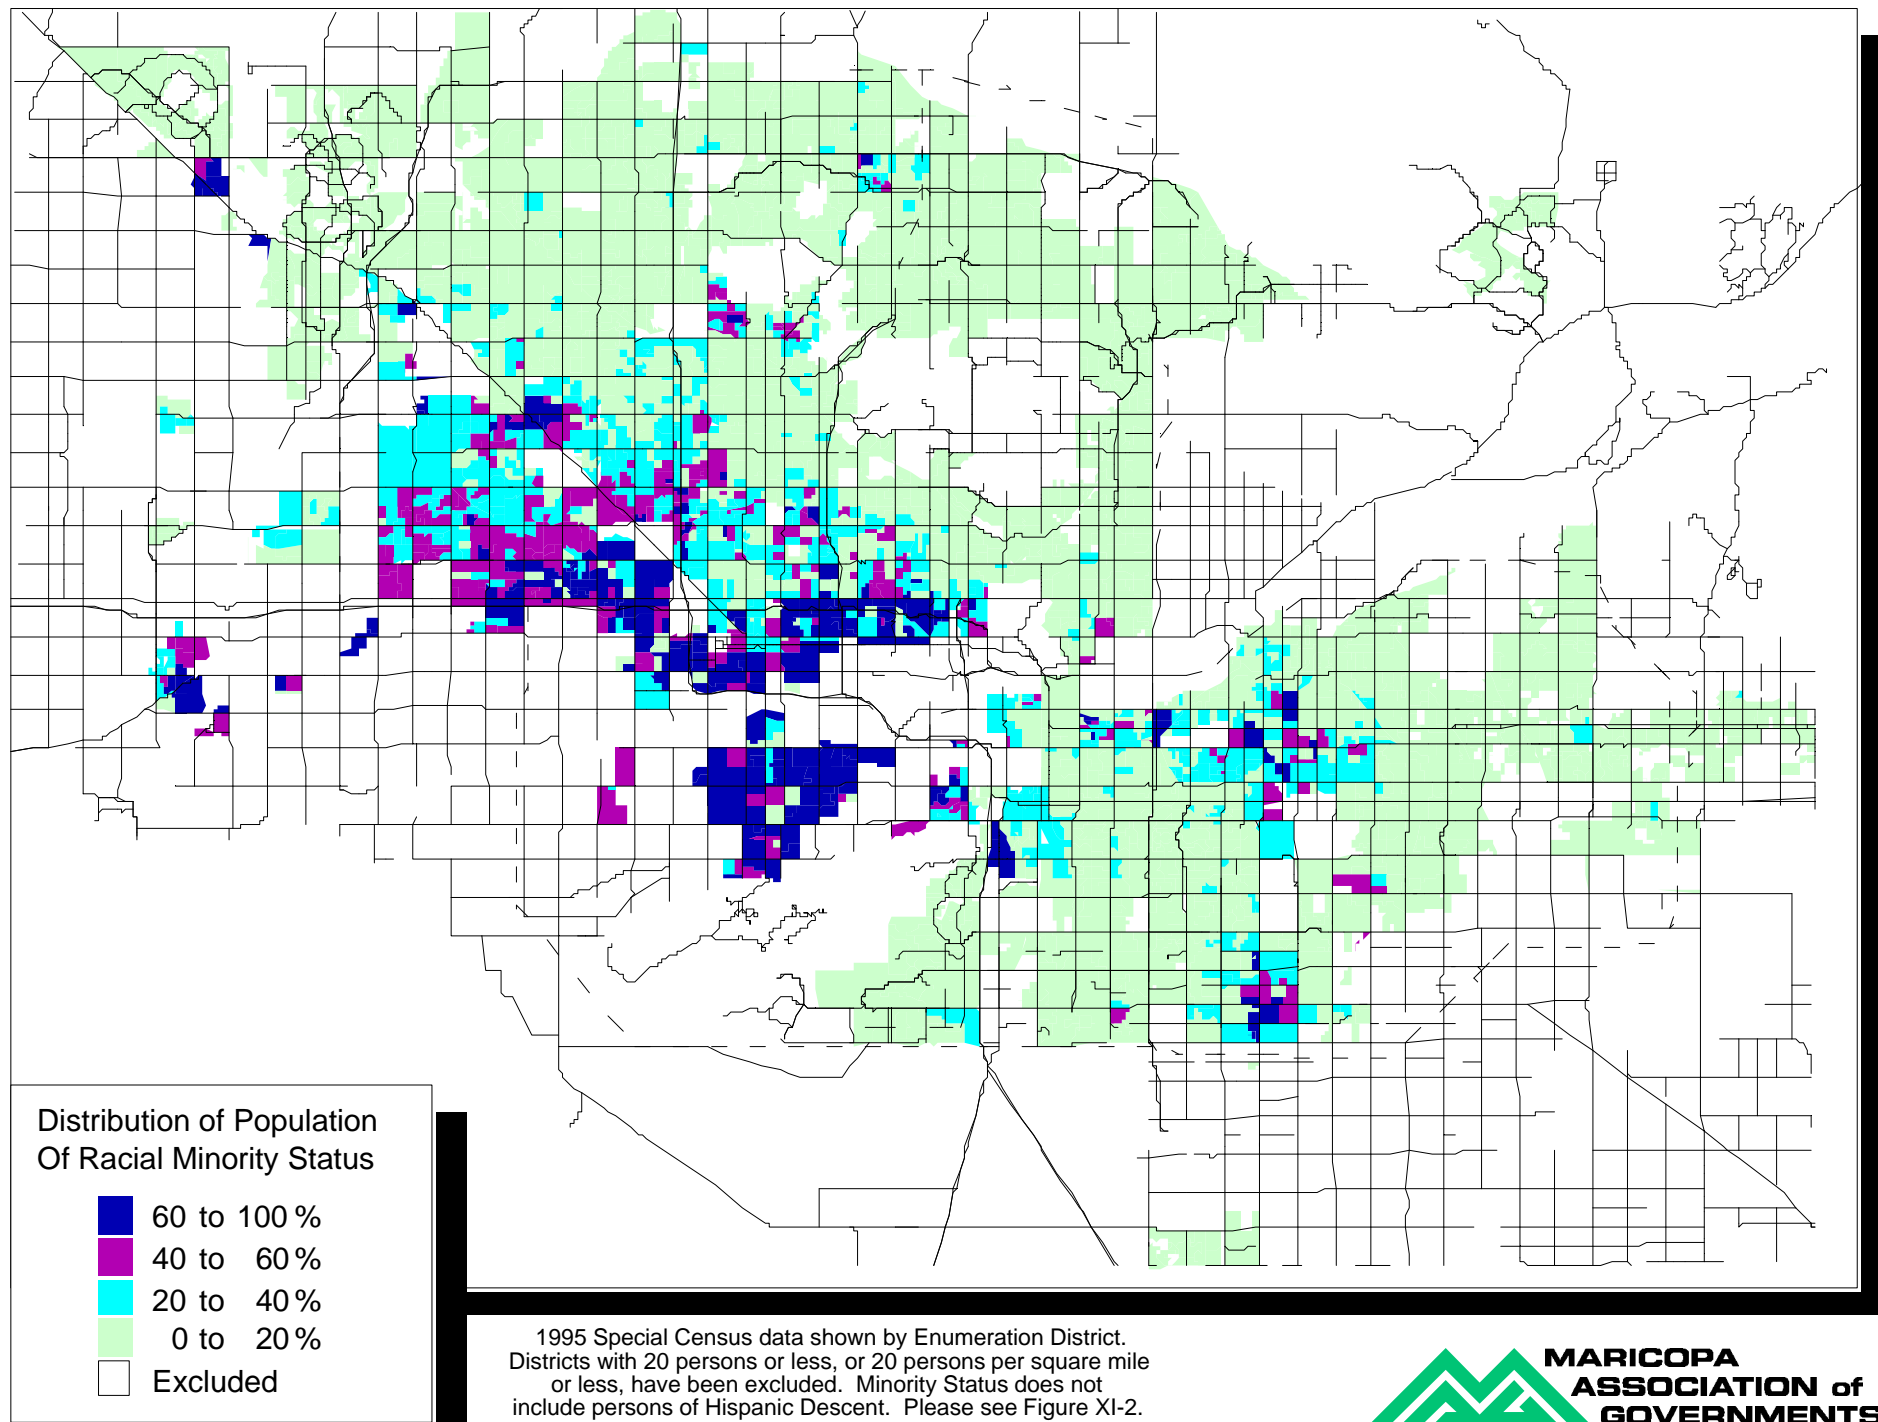 Distribution of Population
Of Racial Minority Status
60 to 100 %
40 to 60 %
20 to 40 %
0 to 20 %
Excluded
1995 Special Census data shown by Enumeration District.
Districts with 20 persons or less, or 20 persons per square mile
or less, have been excluded. Minority Status does not
include persons of Hispanic Descent. Please see Figure XI-2.
MARICOPA
ASSOCIATION of
GOVERNMENTS